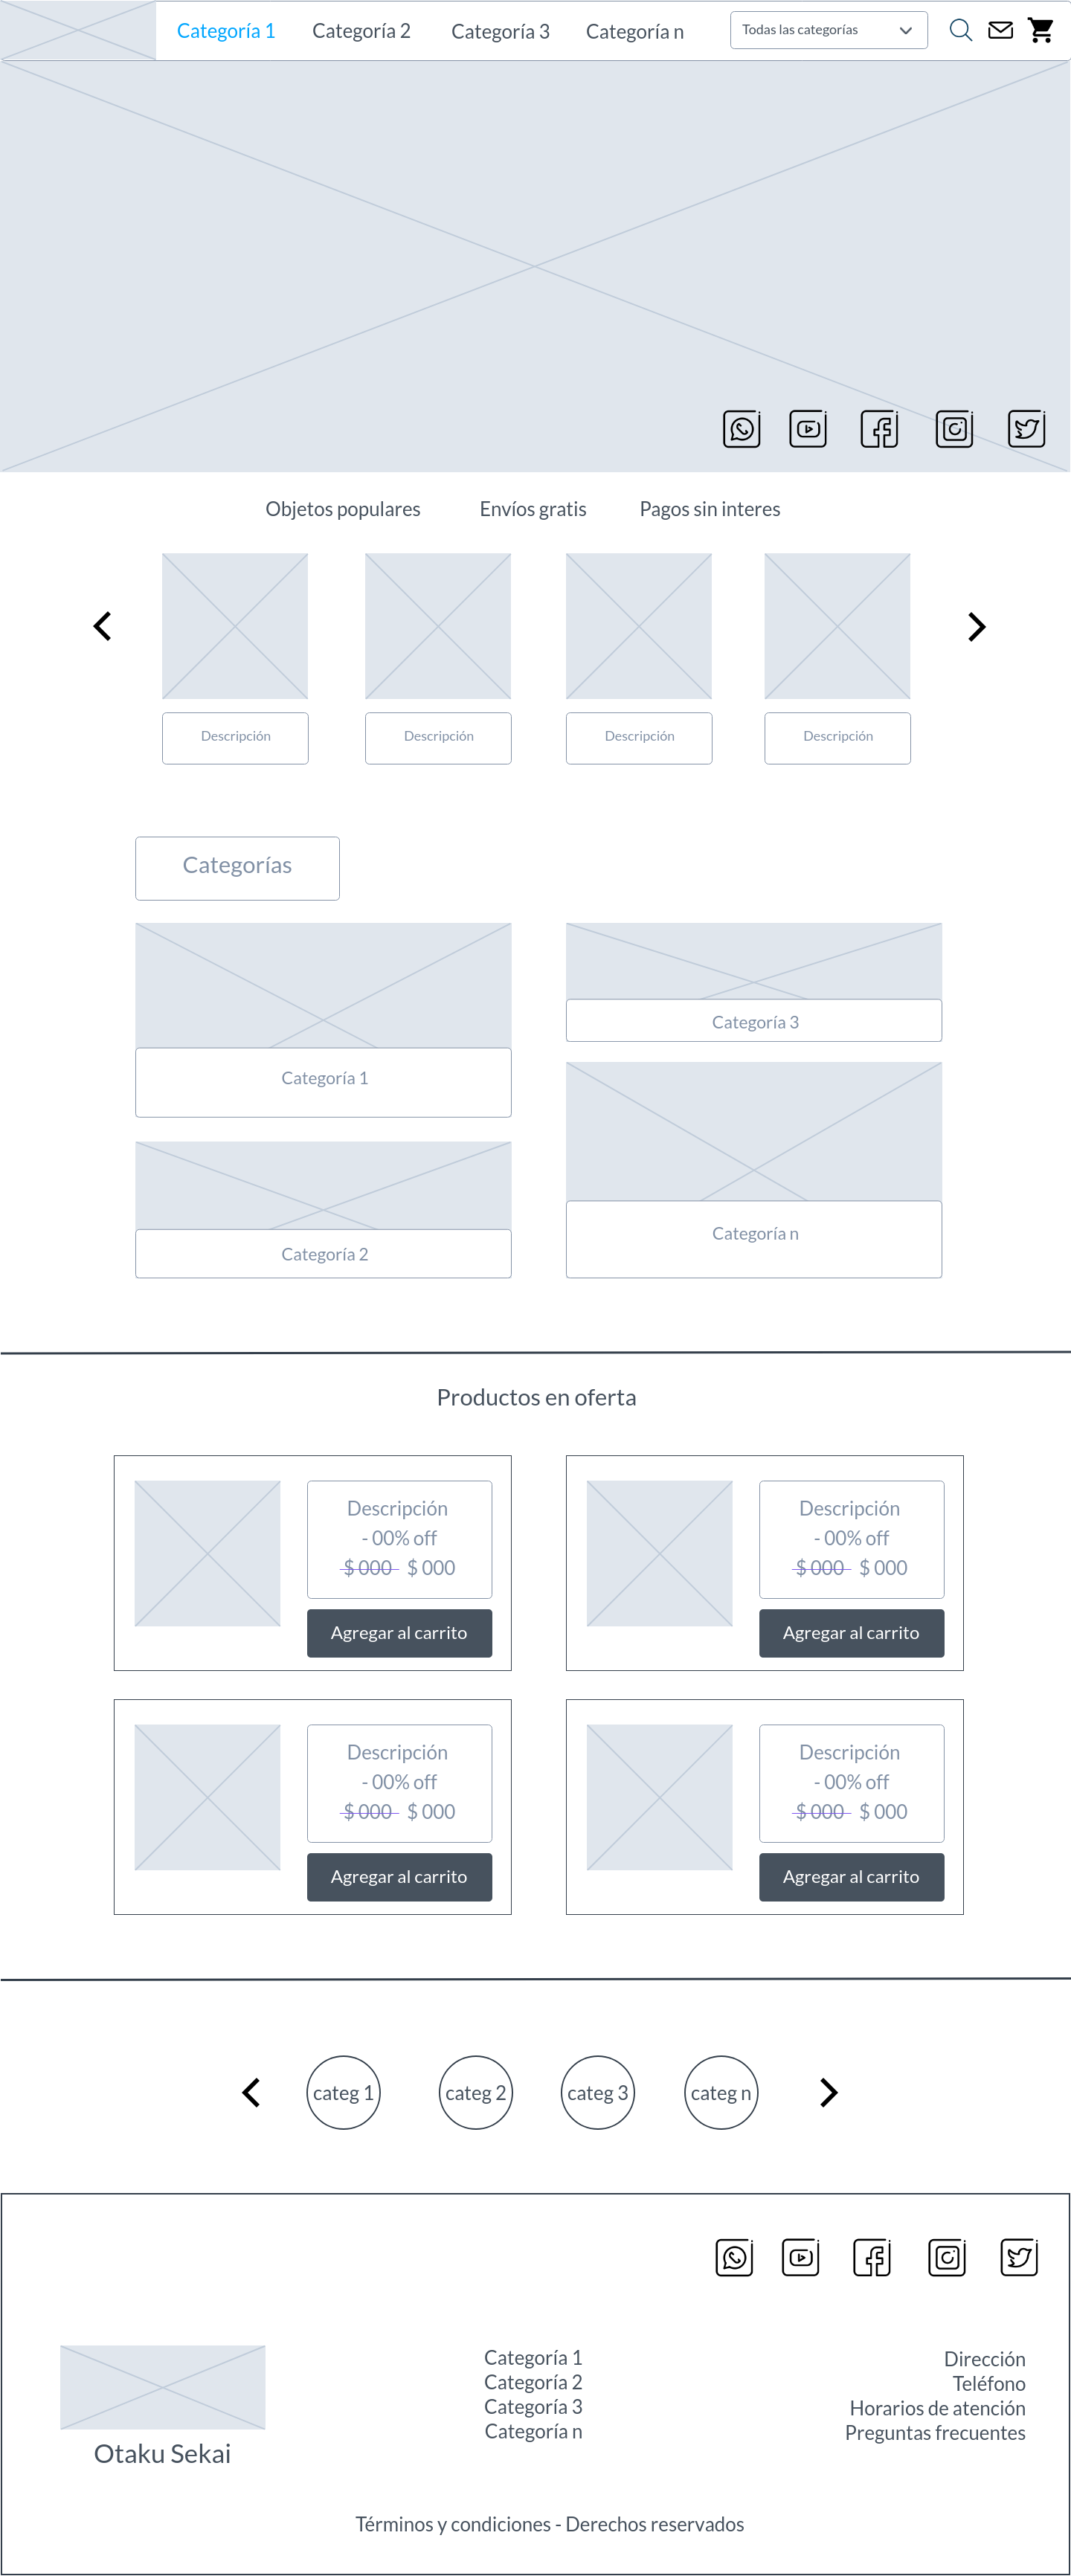 Categoría 1 Categoría 2 Categoría 3 Categoría n Todas las categorías
Objetos populares Envíos gratis Pagos sin interes
Descripción Descripción Descripción Descripción
Categorías
Categoría 1
Categoría 2
Categoría 3
Categoría n
Productos en oferta
Descripción
- 00% off
$ 000 $ 000
Agregar al carrito
Descripción
- 00% off
$ 000 $ 000
Agregar al carrito
Descripción
- 00% off
$ 000 $ 000
Agregar al carrito
Descripción
- 00% off
$ 000 $ 000
Agregar al carrito
categ 1 categ 2 categ 3 categ n
Otaku Sekai
Categoría 1
Categoría 2
Categoría 3
Categoría n
Dirección
Teléfono
Horarios de atención
Preguntas frecuentes
Términos y condiciones - Derechos reservados